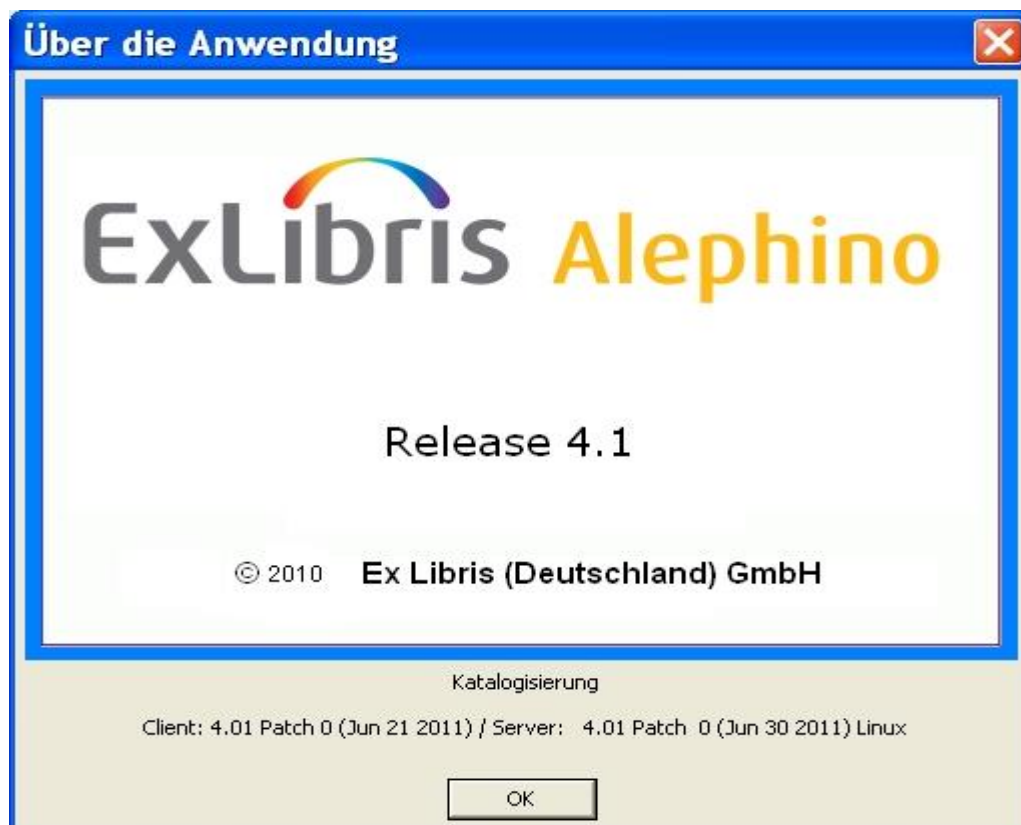 Über die Anwendung
ExLibris Alephino
Release 4.1
© 2010 Ex Libris (Deutschland) GmbH
Katalogisierung
Client: 4.01 Patch 0 (Jun 21 2011) / Server: 4.01 Patch 0 (Jun 30 2011) Linux
OK